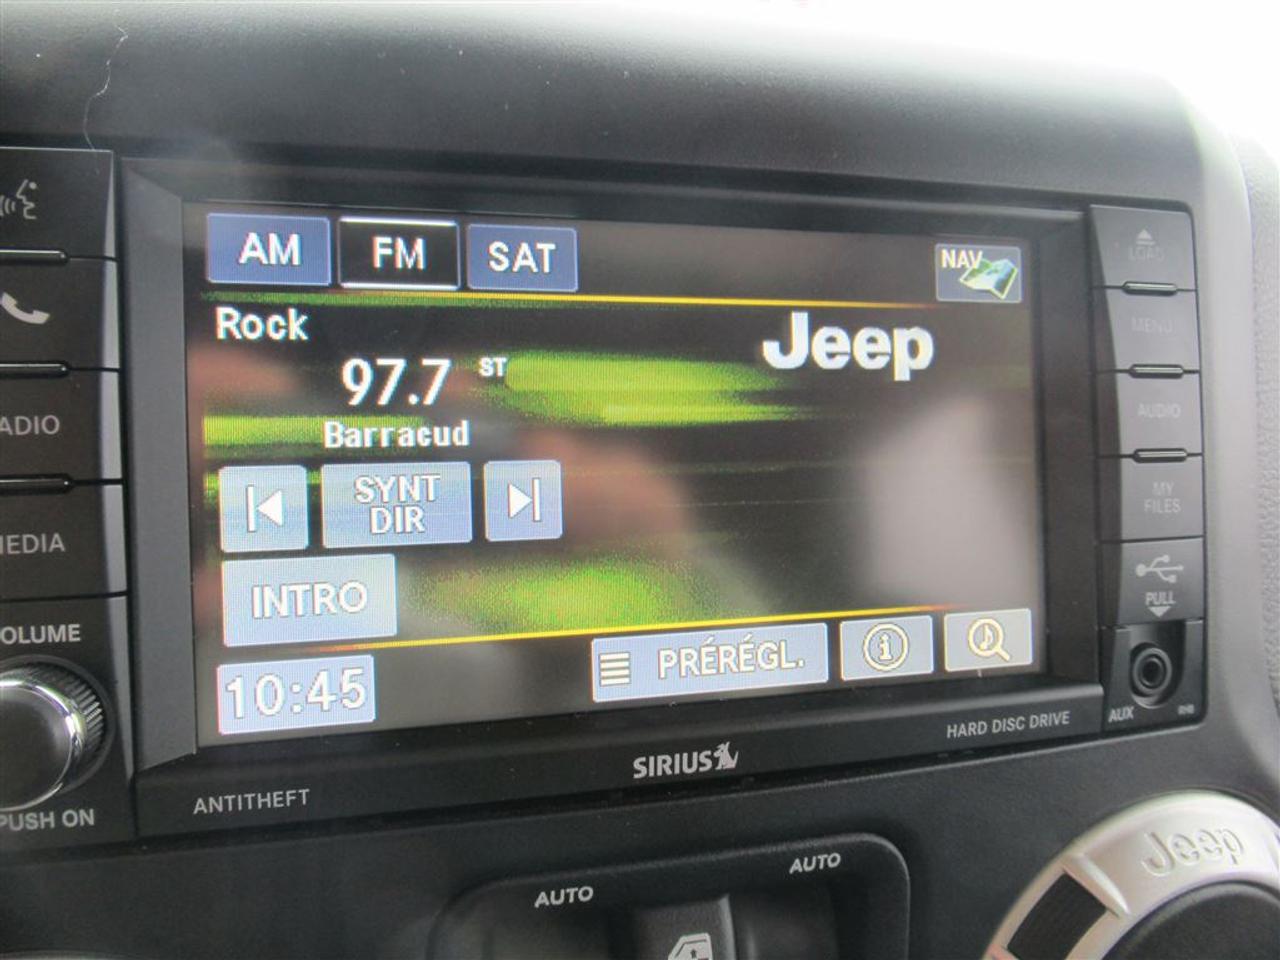 AM FM SAT NAV
Rock
Jeep
97.7 ST
Barracud
SYNT
DIR
INTRO
10:45
PRÉRÉGL.
ADIO
EDIA
OLUME
PUSH ON
ANTITHEFT
SIRIUS
HARD DISC DRIVE
LOAD
MENU
AUDIO
MY
FILES
PULL
AUX
RHB
AUTO
AUTO
Jeep